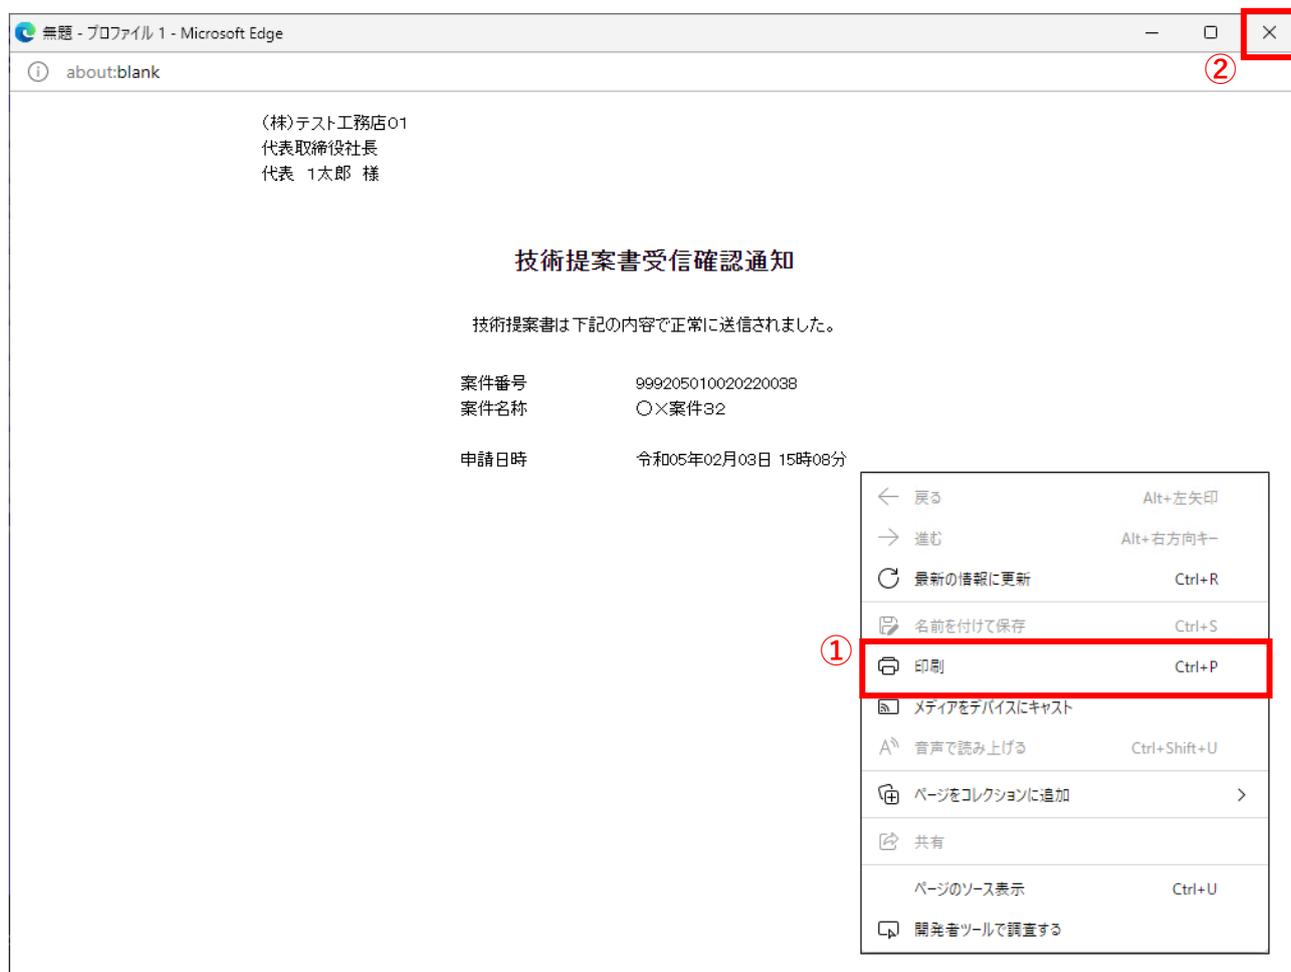 無題 - プロファイル 1 - Microsoft Edge
②
about:blank
（株）テスト工務店０１
代表取締役社長
代表　１太郎　様
技術提案書受信確認通知
技術提案書は下記の内容で正常に送信されました。
案件番号 999205010020220038
案件名称 〇×案件３２
申請日時 令和05年02月03日 15時08分
戻る Alt+左矢印
進む Alt+右方向キー
最新の情報に更新 Ctrl+R
名前を付けて保存 Ctrl+S
①
印刷 Ctrl+P
メディアをデバイスにキャスト
音声で読み上げる Ctrl+Shift+U
ページをコレクションに追加
共有
ページのソース表示 Ctrl+U
開発者ツールで調査する